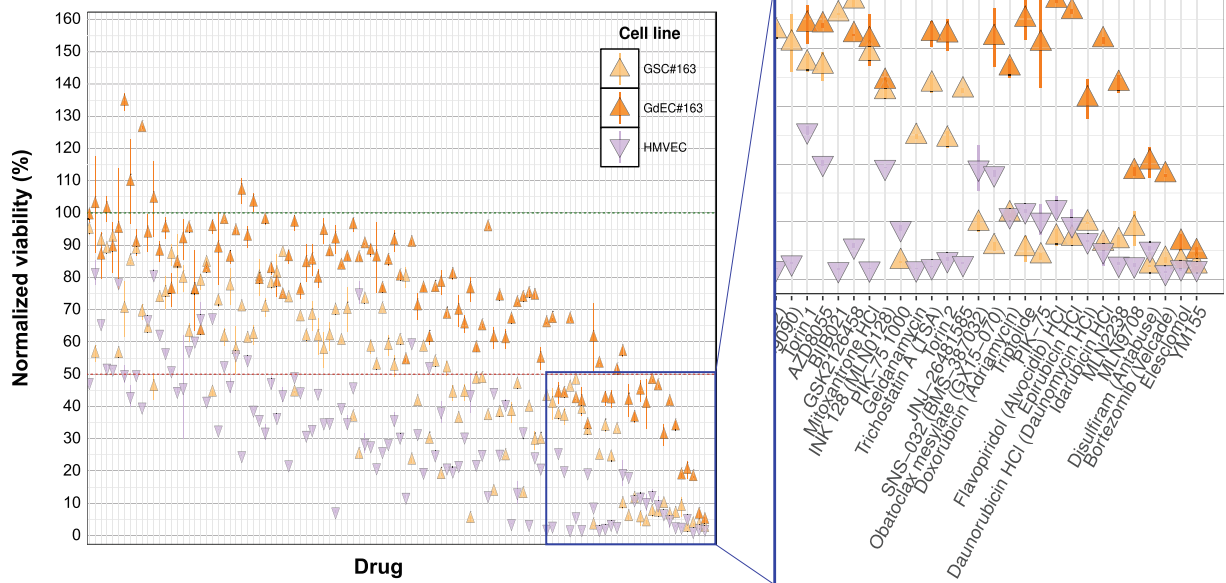 Normalized viability (%)
160
150
140
130
120
110
100
90
80
70
60
50
40
30
20
10
0
Drug
Cell line
GSC#163
GdEC#163
HMVEC
Torin 1
AZD8055
BIIB021
GSK2126458
Mitoxantrone HCl
INK 128 (MLN0128)
PIK-75 1000
Geldanamycin
Trichostatin A (TSA)
Torin 2
JNJ-26481585
SNS-032 (BMS-387032)
Obatoclax mesylate (GX15-070)
Doxorubicin (Adriamycin)
Triptolide
PIK-75
Flavopiridol (Alvocidib) HCl
Epirubicin HCl
Daunorubicin HCl (Daunomycin HCl)
Idarubicin HCl
MLN2238
MLN9708
Disulfiram (Antabuse)
Bortezomib (Velcade)
Elesclomol
YM155